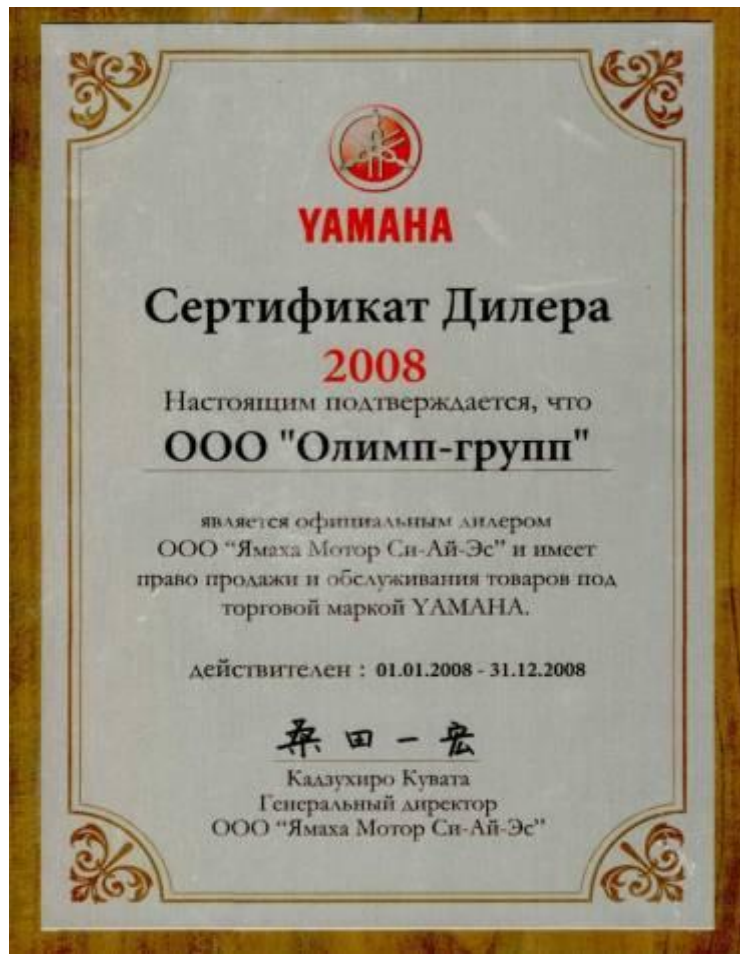 YAMAHA
Сертификат Дилера
2008
Настоящим подтверждается, что
ООО "Олимп-групп"
является официальным дилером
ООО “Ямаха Мотор Си-Ай-Эс” и имеет
право продажи и обслуживания товаров под
торговой маркой YAMAHA.
действителен : 01.01.2008 - 31.12.2008
桑田一宏
Кадзухиро Кувата
Генеральный директор
ООО “Ямаха Мотор Си-Ай-Эс”